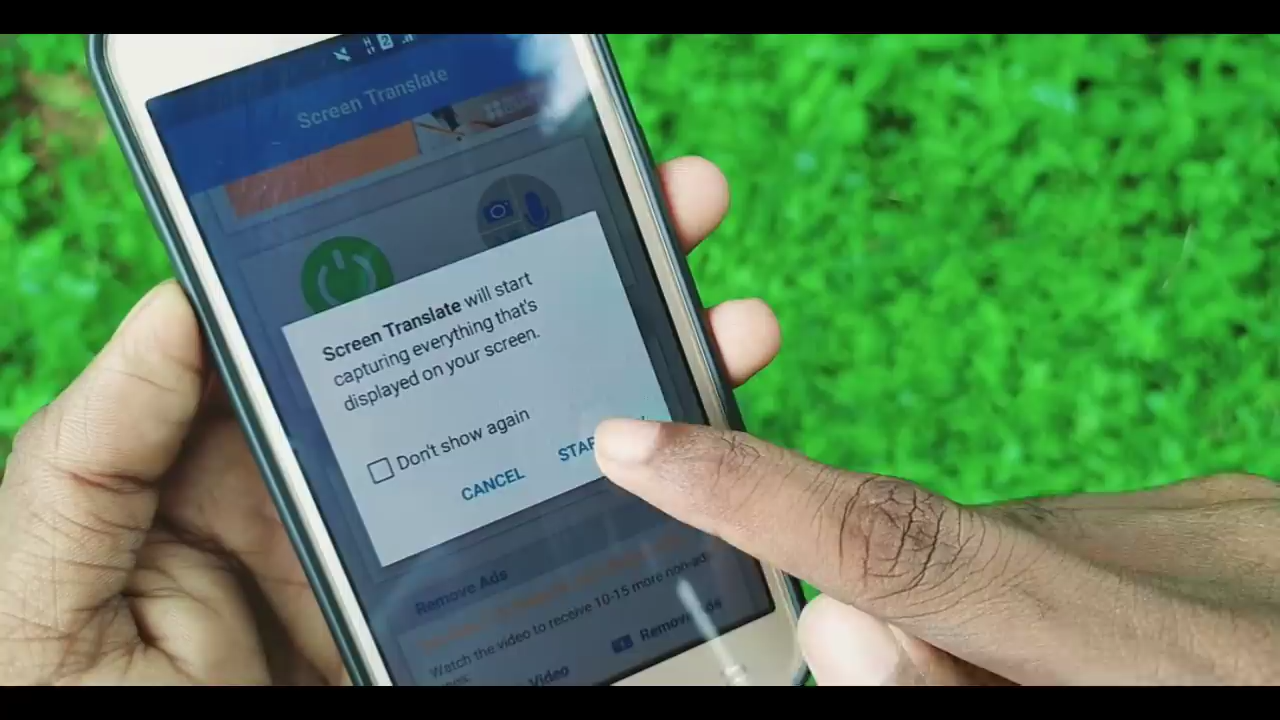 Screen Translate
Screen Translate will start
capturing everything that's
displayed on your screen.
Don't show again
CANCEL
Remove Ads
Watch the video to receive 10-15 more non-ad
Video